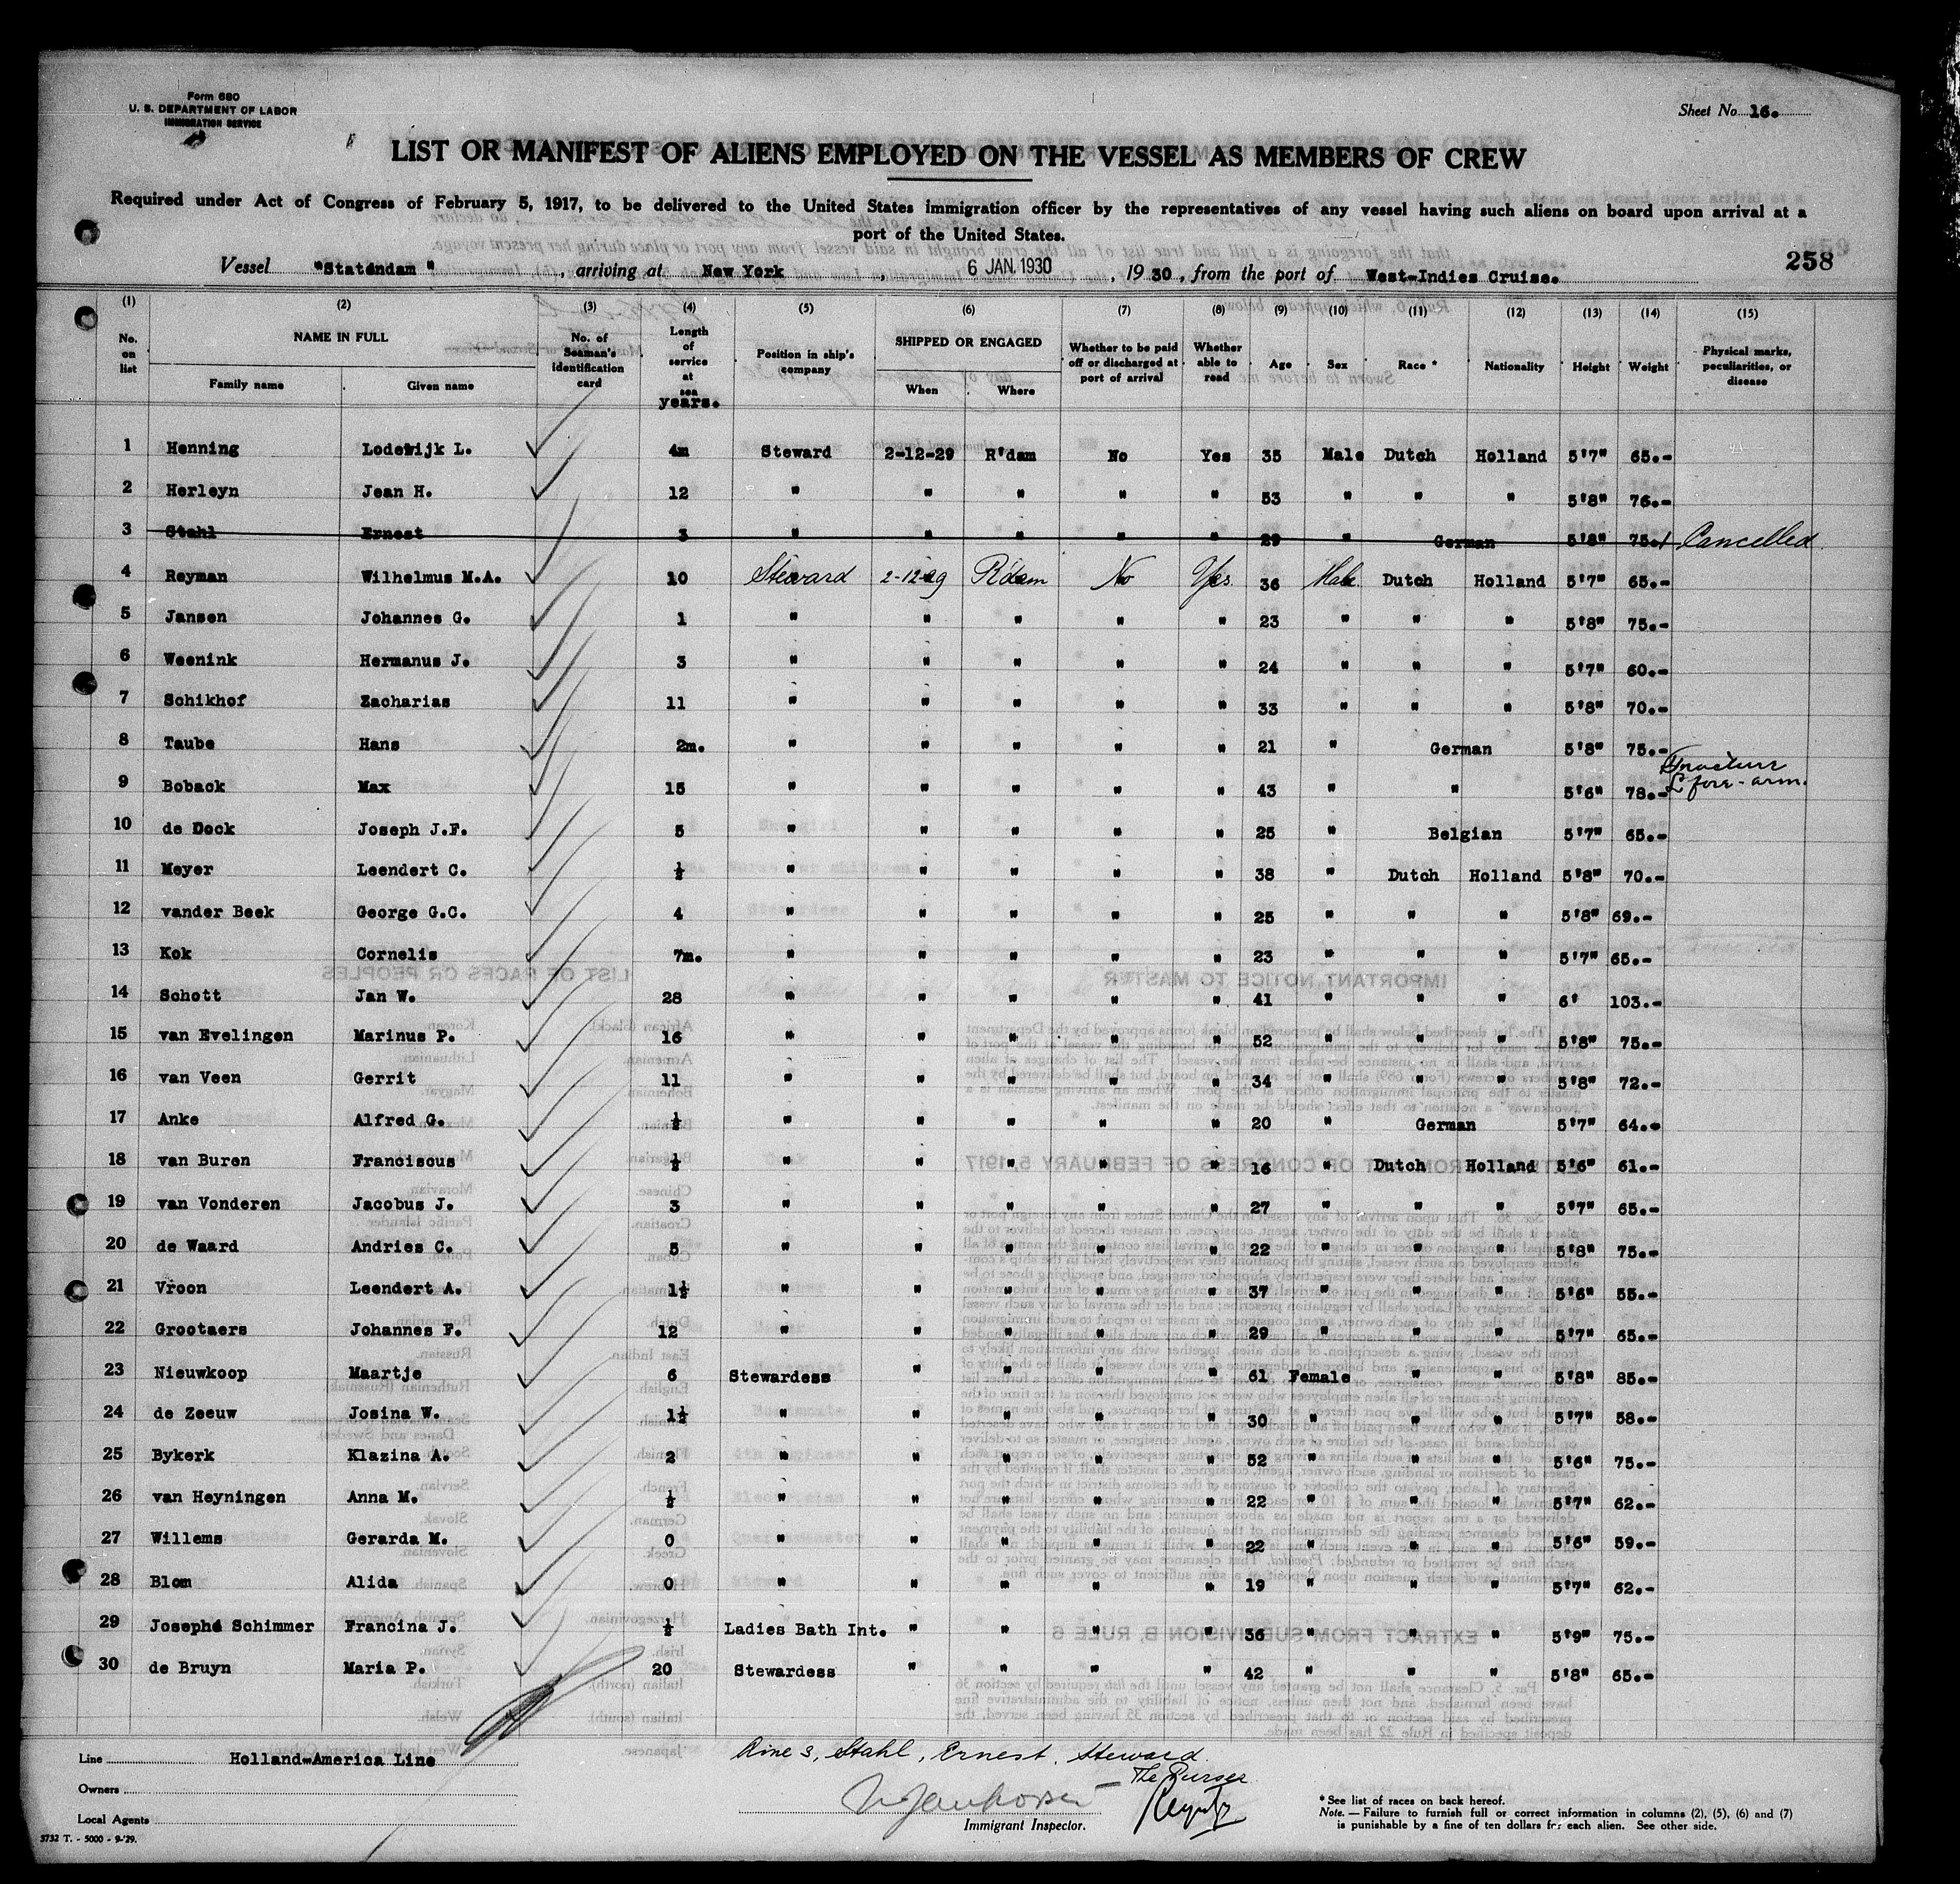 Form 680
U. S. DEPARTMENT OF LABOR
IMMIGRATION SERVICE
Sheet No. 16.
LIST OR MANIFEST OF ALIENS EMPLOYED ON THE VESSEL AS MEMBERS OF CREW
Required under Act of Congress of February 5, 1917, to be delivered to the United States immigration officer by the representatives of any vessel having such aliens on board upon arrival at a
port of the United States.
Vessel "Statendam", arriving at New York, 6 JAN. 1930, 19 30, from the port of West-Indies Cruise.
258
(1) (2) (3) (4) (5) (6) (7) (8) (9) (10) (11) (12) (13) (14) (15)
No. on list NAME IN FULL Family name Given name No. of Seaman's identification card Length of service at sea years. Position in ship's company SHIPPED OR ENGAGED When Where Whether to be paid off or discharged at port of arrival Whether able to read Age Sex Race * Nationality Height Weight Physical marks, peculiarities, or disease
1 Henning Lodewijk L. 4m Steward 2-12-29 R'dam No Yes 35 Male Dutch Holland 5'7" 65.-
2 Herleyn Jean H. 12 " " " " " 53 " " " 5'8" 76.-
3 Stahl Ernest 3 " " " " " 29 " German 5'8" 75.- Cancelled
4 Reyman Wilhelmus M.A. 10 Steward 2-12-29 R'dam No Yes 36 Male Dutch Holland 5'7" 65.-
5 Jansen Johannes G. 1 " " " " " 23 " " " 5'8" 75.-
6 Weenink Hermanus J. 3 " " " " " 24 " " " 5'7" 60.-
7 Schikhof Zacharias 11 " " " " " 33 " " " 5'8" 70.-
8 Taube Hans 2m. " " " " " 21 " German 5'8" 75.-
9 Boback Max 15 " " " " " 43 " " 5'6" 78.- Fracture L fore-arm.
10 de Dock Joseph J.F. 5 " " " " " 25 " Belgian 5'7" 65.-
11 Meyer Leendert C. ½ " " " " " 38 " Dutch Holland 5'8" 70.-
12 vander Beek George G.C. 4 " " " " " 25 " " " 5'8" 69.-
13 Kok Cornelis 7m. " " " " " 23 " " " 5'7" 65.-
14 Schott Jan W. 28 " " " " " 41 " " " 6' 103.-
15 van Evelingen Marinus P. 16 " " " " " 52 " " " 5'8" 75.-
16 van Veen Gerrit 11 " " " " " 34 " " " 5'8" 72.-
17 Anke Alfred G. ½ " " " " " 20 " German 5'7" 64.-
18 van Buren Franciscus ½ " " " " " 16 " Dutch Holland 5'6" 61.-
19 van Vonderen Jacobus J. 3 " " " " " 27 " " " 5'7" 65.-
20 de Waard Andries C. 5 " " " " " 22 " " " 5'8" 75.-
21 Vroon Leendert A. 1½ " " " " " 37 " " " 5'6" 55.-
22 Grootaers Johannes F. 12 " " " " " 29 " " " 5'7" 65.-
23 Nieuwkoop Maartje 6 Stewardess " " " " 61 Female " " 5'8" 85.-
24 de Zeeuw Josina W. 1½ " " " " " 30 " " " 5'7" 58.-
25 Bykerk Klazina A. 2 " " " " " 52 " " " 5'6" 75.-
26 van Heyningen Anna M. ½ " " " " " 22 " " " 5'7" 62.-
27 Willems Gerarda M. 0 " " " " " 22 " " " 5'6" 59.-
28 Blom Alida 0 " " " " " 19 " " " 5'7" 62.-
29 Josephé Schimmer Francina J. ½ Ladies Bath Int. " " " " 36 " " " 5'9" 75.-
30 de Bruyn Maria P. 20 Stewardess " " " " 42 " " " 5'8" 65.-
Line 3, Stahl, Ernest, Steward.
The Purser
Line Holland-America Line
Owners
Local Agents
Immigrant Inspector.
* See list of races on back hereof.
Note. — Failure to furnish full or correct information in columns (2), (5), (6) and (7)
is punishable by a fine of ten dollars for each alien. See other side.
3732 T. - 5000 - 9-'29.